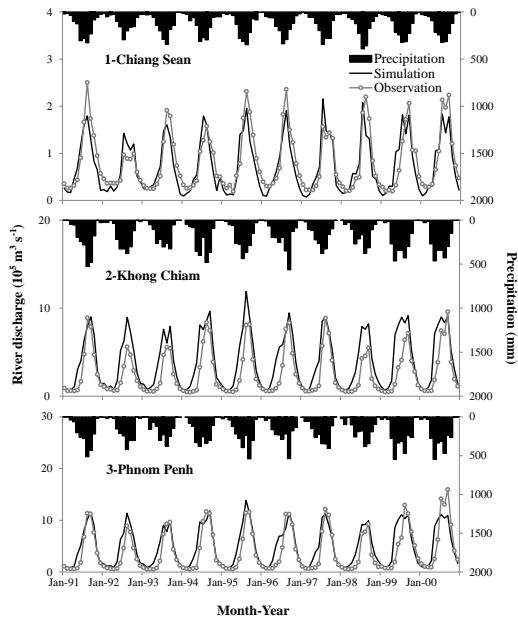 4 0
1-Chiang Sean
3 500
Precipitation
Simulation
Observation
2 1000
1 1500
0 2000
20 0
2-Khong Chiam
500
10 1000
1500
0 2000
River discharge (10⁵ m³ s⁻¹)
Precipitation (mm)
30 0
3-Phnom Penh
500
20
1000
10
1500
0 2000
Jan-91 Jan-92 Jan-93 Jan-94 Jan-95 Jan-96 Jan-97 Jan-98 Jan-99 Jan-00
Month-Year